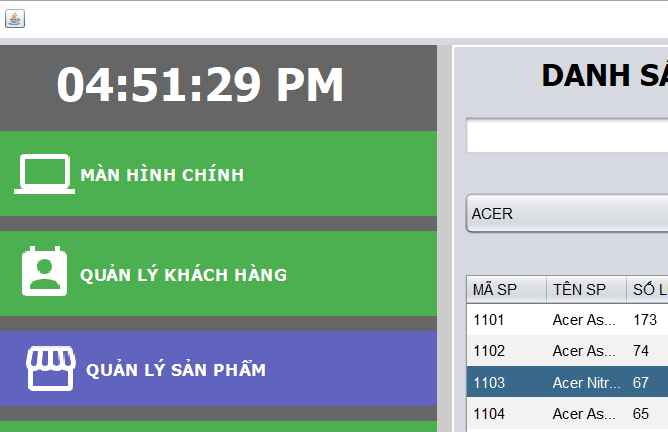 04:51:29 PM
MÀN HÌNH CHÍNH
QUẢN LÝ KHÁCH HÀNG
QUẢN LÝ SẢN PHẨM
DANH
ACER
MÃ SP TÊN SP SỐ
1101 Acer As... 173
1102 Acer As... 74
1103 Acer Nitr... 67
1104 Acer As... 65